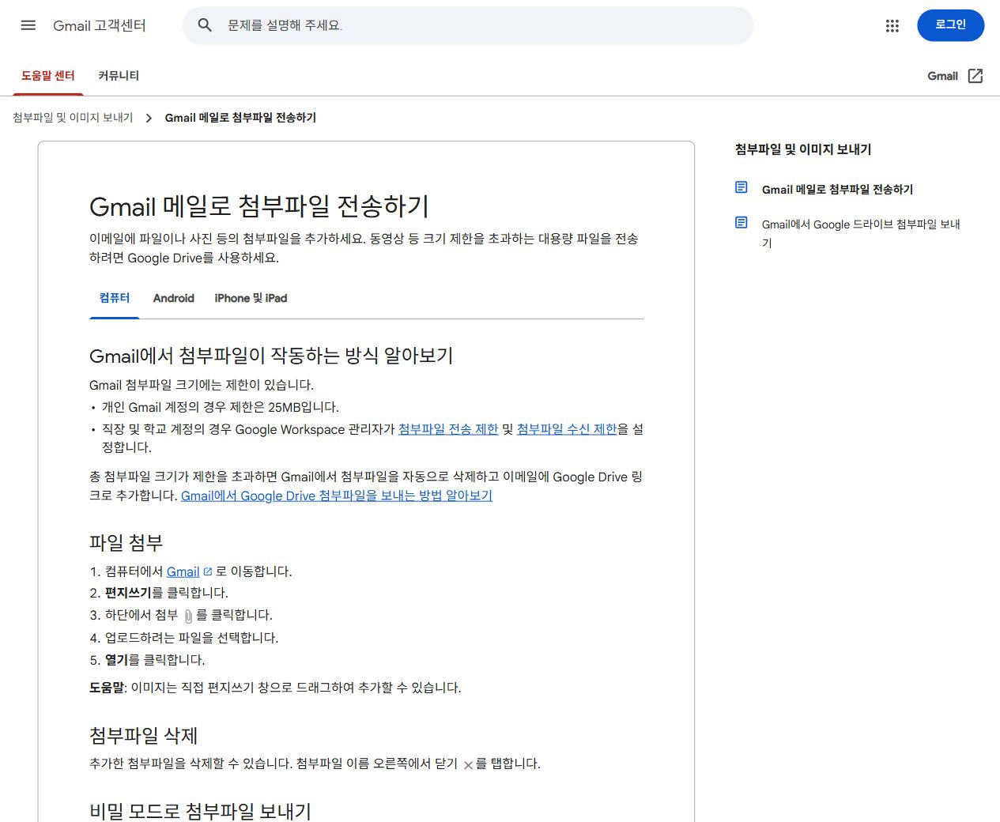 Gmail 고객센터
문제를 설명해 주세요.
로그인
도움말 센터
커뮤니티
Gmail
첨부파일 및 이미지 보내기
Gmail 메일로 첨부파일 전송하기
Gmail 메일로 첨부파일 전송하기
이메일에 파일이나 사진 등의 첨부파일을 추가하세요. 동영상 등 크기 제한을 초과하는 대용량 파일을 전송
하려면 Google Drive를 사용하세요.
컴퓨터
Android
iPhone 및 iPad
Gmail에서 첨부파일이 작동하는 방식 알아보기
Gmail 첨부파일 크기에는 제한이 있습니다.
• 개인 Gmail 계정의 경우 제한은 25MB입니다.
• 직장 및 학교 계정의 경우 Google Workspace 관리자가 첨부파일 전송 제한 및 첨부파일 수신 제한을 설
정합니다.
총 첨부파일 크기가 제한을 초과하면 Gmail에서 첨부파일을 자동으로 삭제하고 이메일에 Google Drive 링
크로 추가합니다. Gmail에서 Google Drive 첨부파일을 보내는 방법 알아보기
파일 첨부
1. 컴퓨터에서 Gmail 로 이동합니다.
2. 편지쓰기를 클릭합니다.
3. 하단에서 첨부 를 클릭합니다.
4. 업로드하려는 파일을 선택합니다.
5. 열기를 클릭합니다.
도움말: 이미지는 직접 편지쓰기 창으로 드래그하여 추가할 수 있습니다.
첨부파일 삭제
추가한 첨부파일을 삭제할 수 있습니다. 첨부파일 이름 오른쪽에서 닫기 를 탭합니다.
비밀 모드로 첨부파일 보내기
첨부파일 및 이미지 보내기
Gmail 메일로 첨부파일 전송하기
Gmail에서 Google 드라이브 첨부파일 보내
기